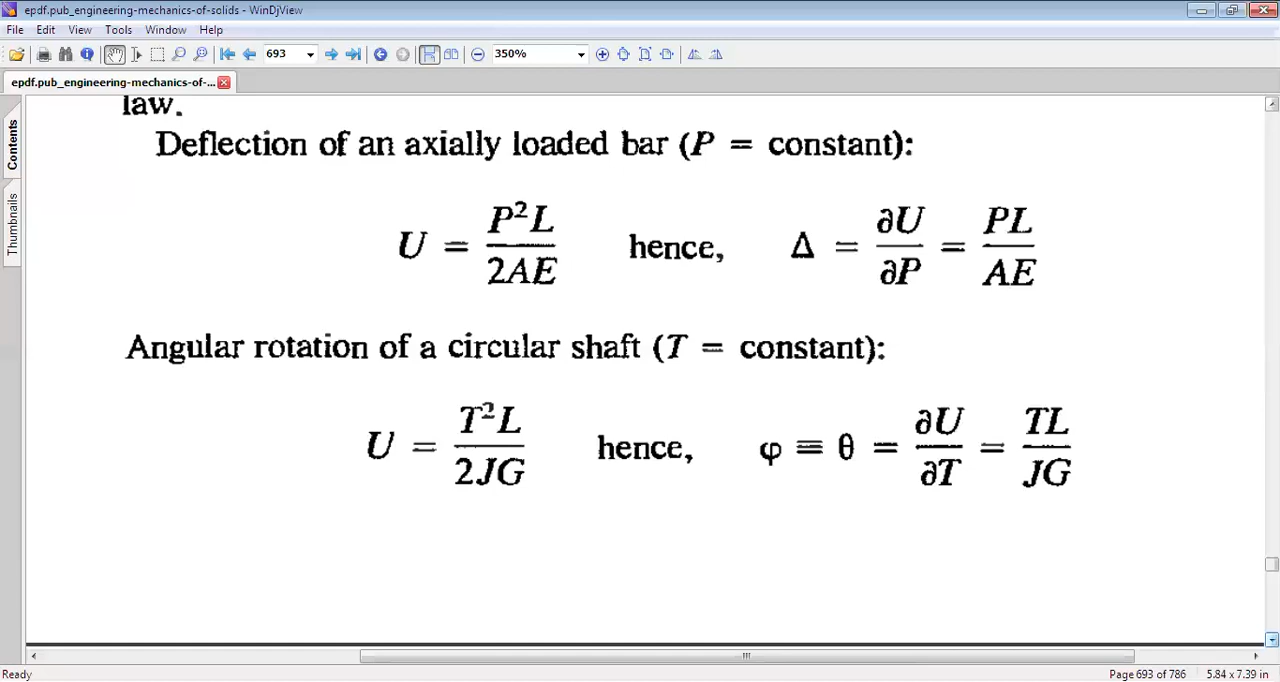 epdf.pub_engineering-mechanics-of-solids - WinDjView
File Edit View Tools Window Help
693 350%
epdf.pub_engineering-mechanics-of-...
Contents
Thumbnails
law.
Deflection of an axially loaded bar (P = constant):
U = P²L / 2AE hence, Δ = ∂U / ∂P = PL / AE
Angular rotation of a circular shaft (T = constant):
U = T²L / 2JG hence, φ ≡ θ = ∂U / ∂T = TL / JG
Ready Page 693 of 786 5.84 x 7.39 in